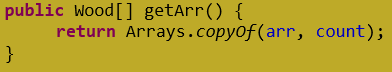 public Wood[] getArr() {
     return Arrays.copyOf(arr, count);
}